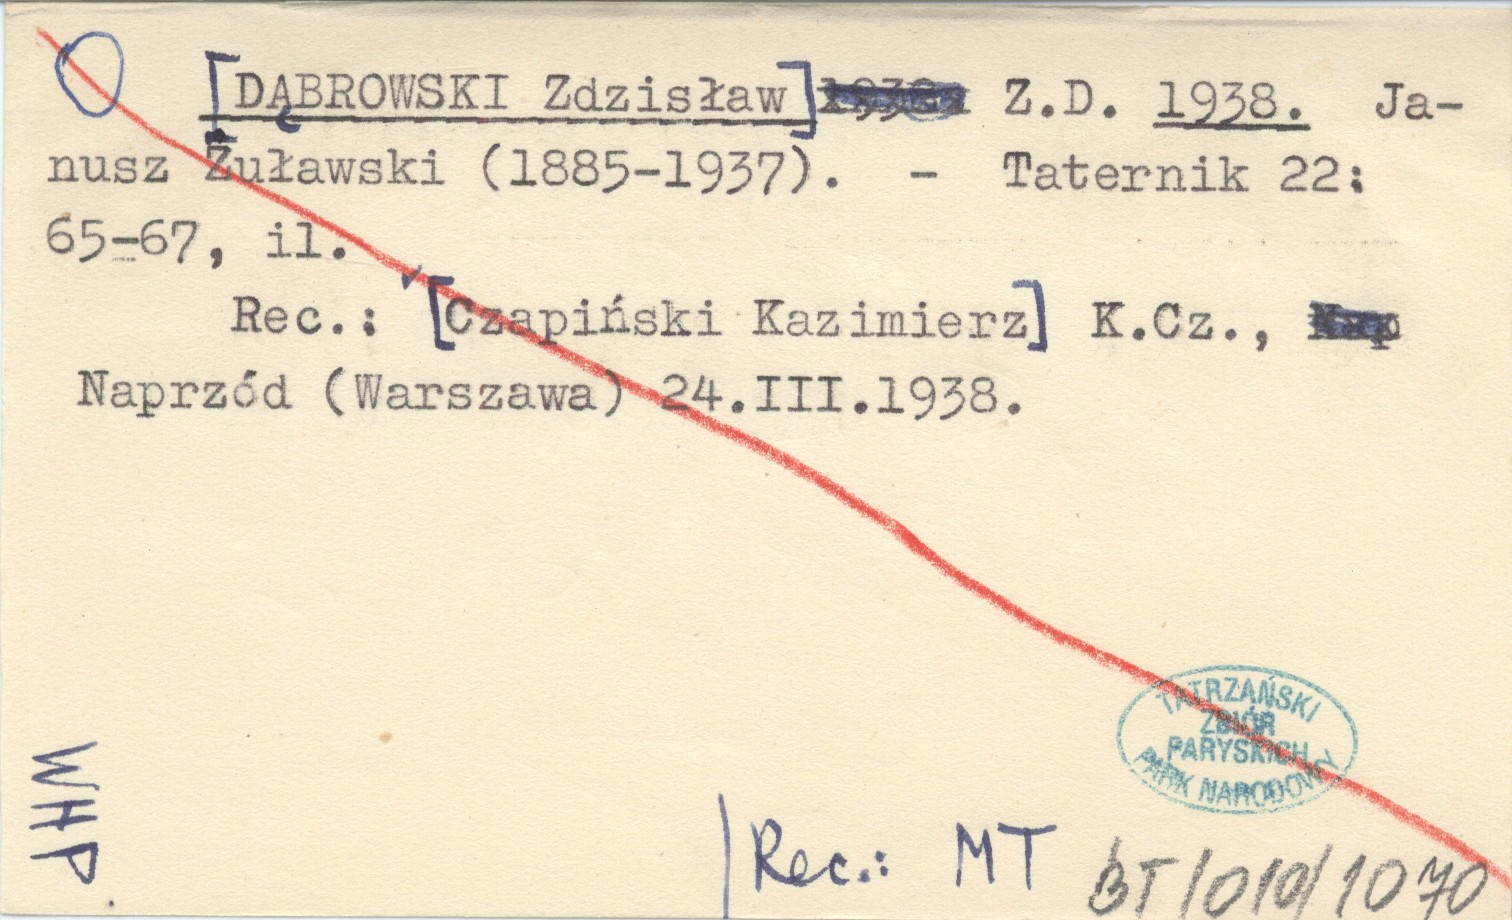 [DĄBROWSKI Zdzisław] Z.D. 1938. Ja-
nusz Żuławski (1885-1937). - Taternik 22:
65-67, il.
Rec.: [Czapiński Kazimierz] K.Cz.,
Naprzód (Warszawa) 24.III.1938.
TATRZAŃSKI
ZBIÓR
PARYSKICH
PARK NARODOWY
WHP.
Rec.: MT
BT/010/1070